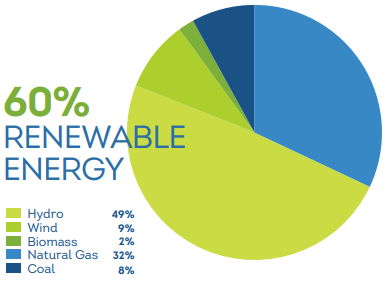 60%
RENEWABLE
ENERGY
Hydro 49%
Wind 9%
Biomass 2%
Natural Gas 32%
Coal 8%